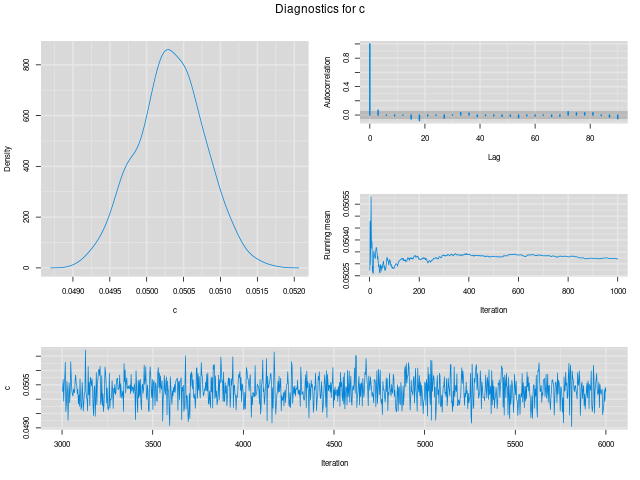 Diagnostics for c
Density
800
600
400
200
0
0.0490 0.0495 0.0500 0.0505 0.0510 0.0515 0.0520
c
Autocorrelation
0.8
0.4
0.0
0 20 40 60 80
Lag
Running mean
0.05055
0.05040
0.05025
0 200 400 600 800 1000
Iteration
c
0.0505
0.0490
3000 3500 4000 4500 5000 5500 6000
Iteration